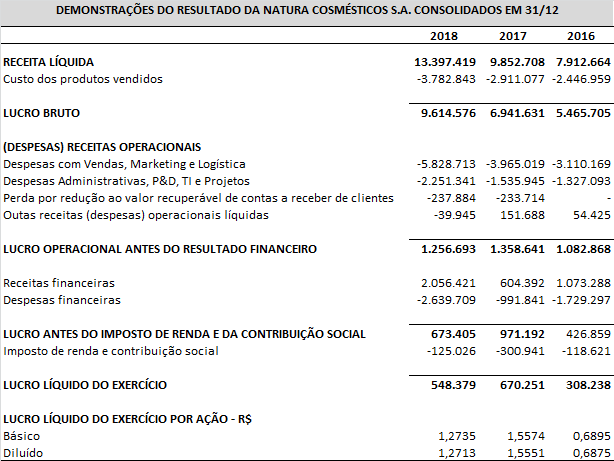 DEMONSTRAÇÕES DO RESULTADO DA NATURA COSMÉSTICOS S.A. CONSOLIDADOS EM 31/12
2018 2017 2016
RECEITA LÍQUIDA 13.397.419 9.852.708 7.912.664
Custo dos produtos vendidos -3.782.843 -2.911.077 -2.446.959
LUCRO BRUTO 9.614.576 6.941.631 5.465.705
(DESPESAS) RECEITAS OPERACIONAIS
Despesas com Vendas, Marketing e Logística -5.828.713 -3.965.019 -3.110.169
Despesas Administrativas, P&D, TI e Projetos -2.251.341 -1.535.945 -1.327.093
Perda por redução ao valor recuperável de contas a receber de clientes -237.884 -233.714 -
Outas receitas (despesas) operacionais líquidas -39.945 151.688 54.425
LUCRO OPERACIONAL ANTES DO RESULTADO FINANCEIRO 1.256.693 1.358.641 1.082.868
Receitas financeiras 2.056.421 604.392 1.073.288
Despesas financeiras -2.639.709 -991.841 -1.729.297
LUCRO ANTES DO IMPOSTO DE RENDA E DA CONTRIBUIÇÃO SOCIAL 673.405 971.192 426.859
Imposto de renda e contribuição social -125.026 -300.941 -118.621
LUCRO LÍQUIDO DO EXERCÍCIO 548.379 670.251 308.238
LUCRO LÍQUIDO DO EXERCÍCIO POR AÇÃO - R$
Básico 1,2735 1,5574 0,6895
Diluído 1,2713 1,5551 0,6875